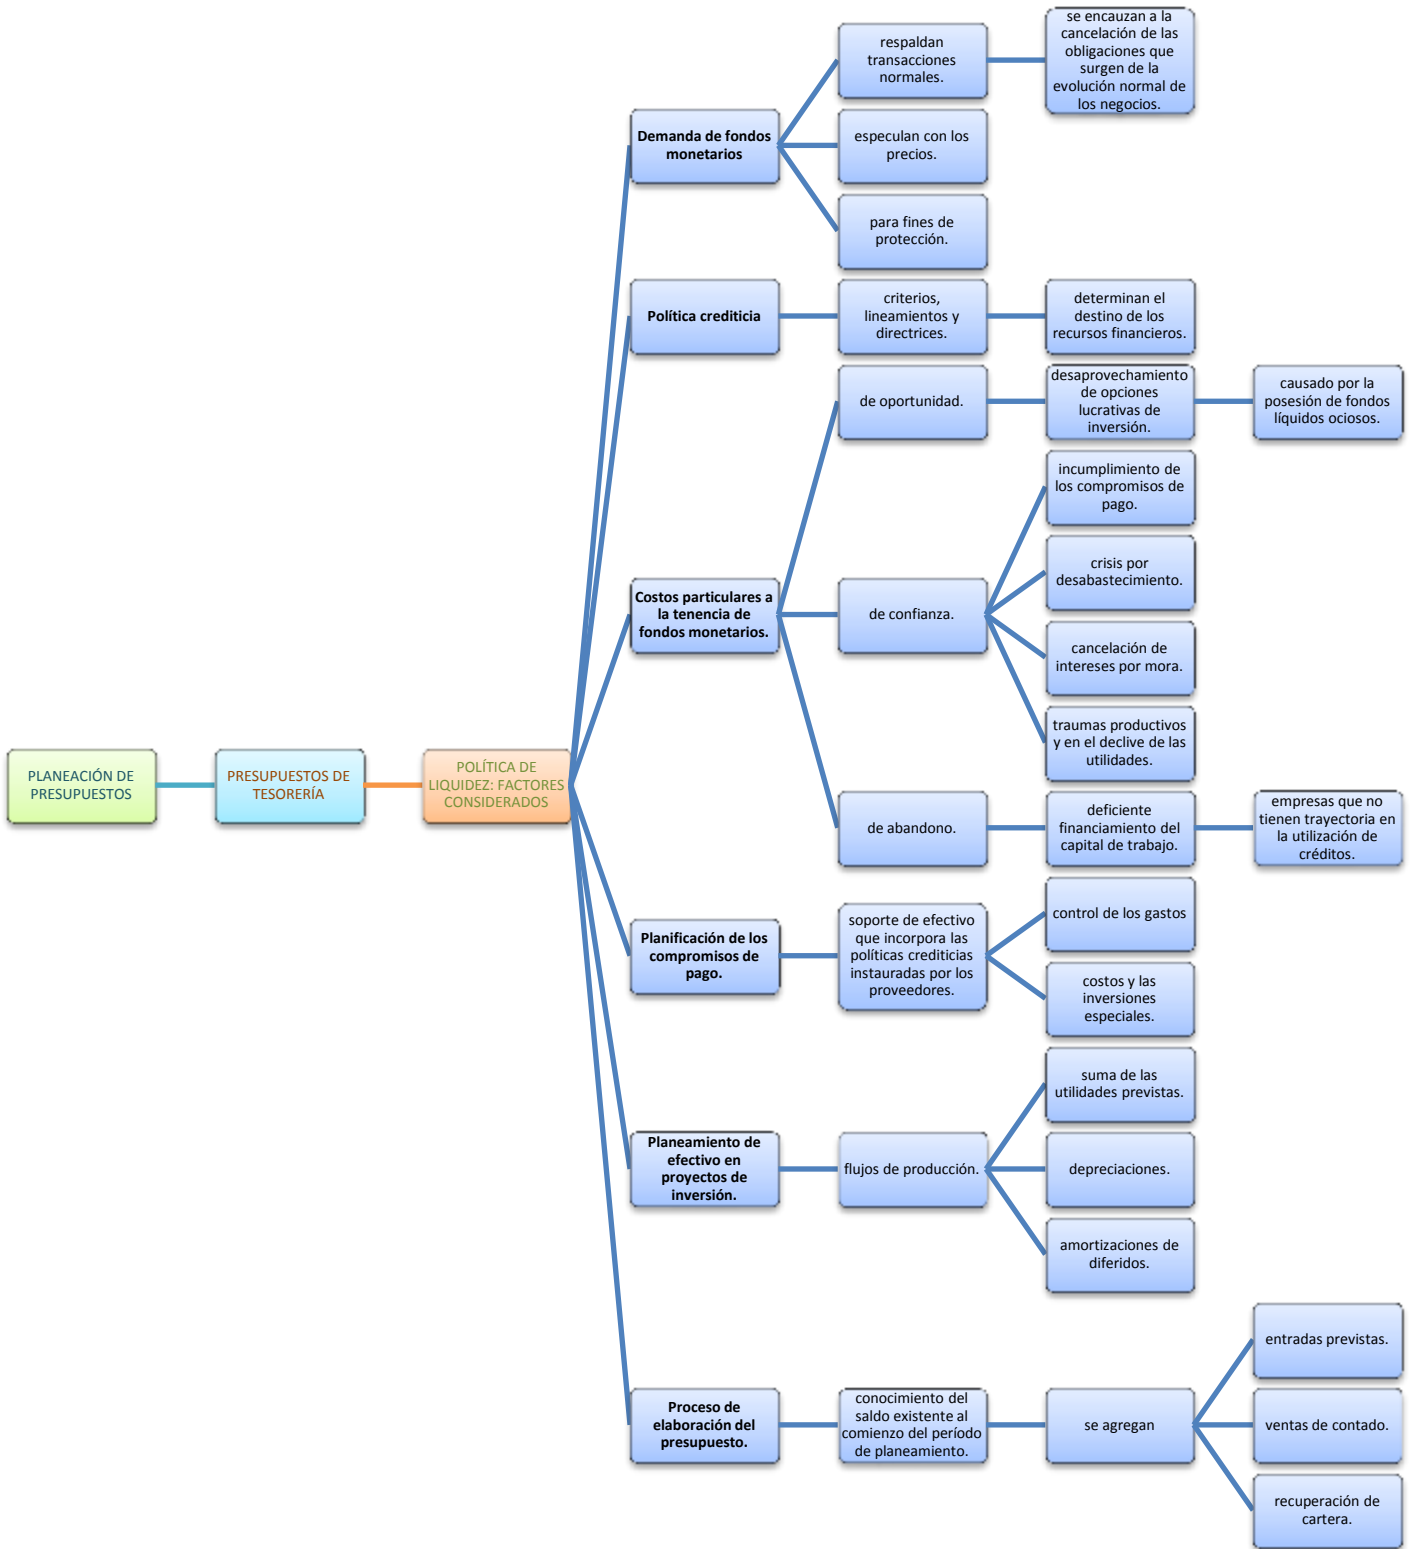 PLANEACIÓN DE
PRESUPUESTOS
PRESUPUESTOS DE
TESORERÍA
POLÍTICA DE
LIQUIDEZ: FACTORES
CONSIDERADOS
Demanda de fondos
monetarios
respaldan
transacciones
normales.
se encauzan a la
cancelación de las
obligaciones que
surgen de la
evolución normal de
los negocios.
especulan con los
precios.
para fines de
protección.
Política crediticia
criterios,
lineamientos y
directrices.
determinan el
destino de los
recursos financieros.
Costos particulares a
la tenencia de
fondos monetarios.
de oportunidad.
desaprovechamiento
de opciones
lucrativas de
inversión.
causado por la
posesión de fondos
líquidos ociosos.
de confianza.
incumplimiento de
los compromisos de
pago.
crisis por
desabastecimiento.
cancelación de
intereses por mora.
traumas productivos
y en el declive de las
utilidades.
de abandono.
deficiente
financiamiento del
capital de trabajo.
empresas que no
tienen trayectoria en
la utilización de
créditos.
Planificación de los
compromisos de
pago.
soporte de efectivo
que incorpora las
políticas crediticias
instauradas por los
proveedores.
control de los gastos
costos y las
inversiones
especiales.
Planeamiento de
efectivo en
proyectos de
inversión.
flujos de producción.
suma de las
utilidades previstas.
depreciaciones.
amortizaciones de
diferidos.
Proceso de
elaboración del
presupuesto.
conocimiento del
saldo existente al
comienzo del período
de planeamiento.
se agregan
entradas previstas.
ventas de contado.
recuperación de
cartera.